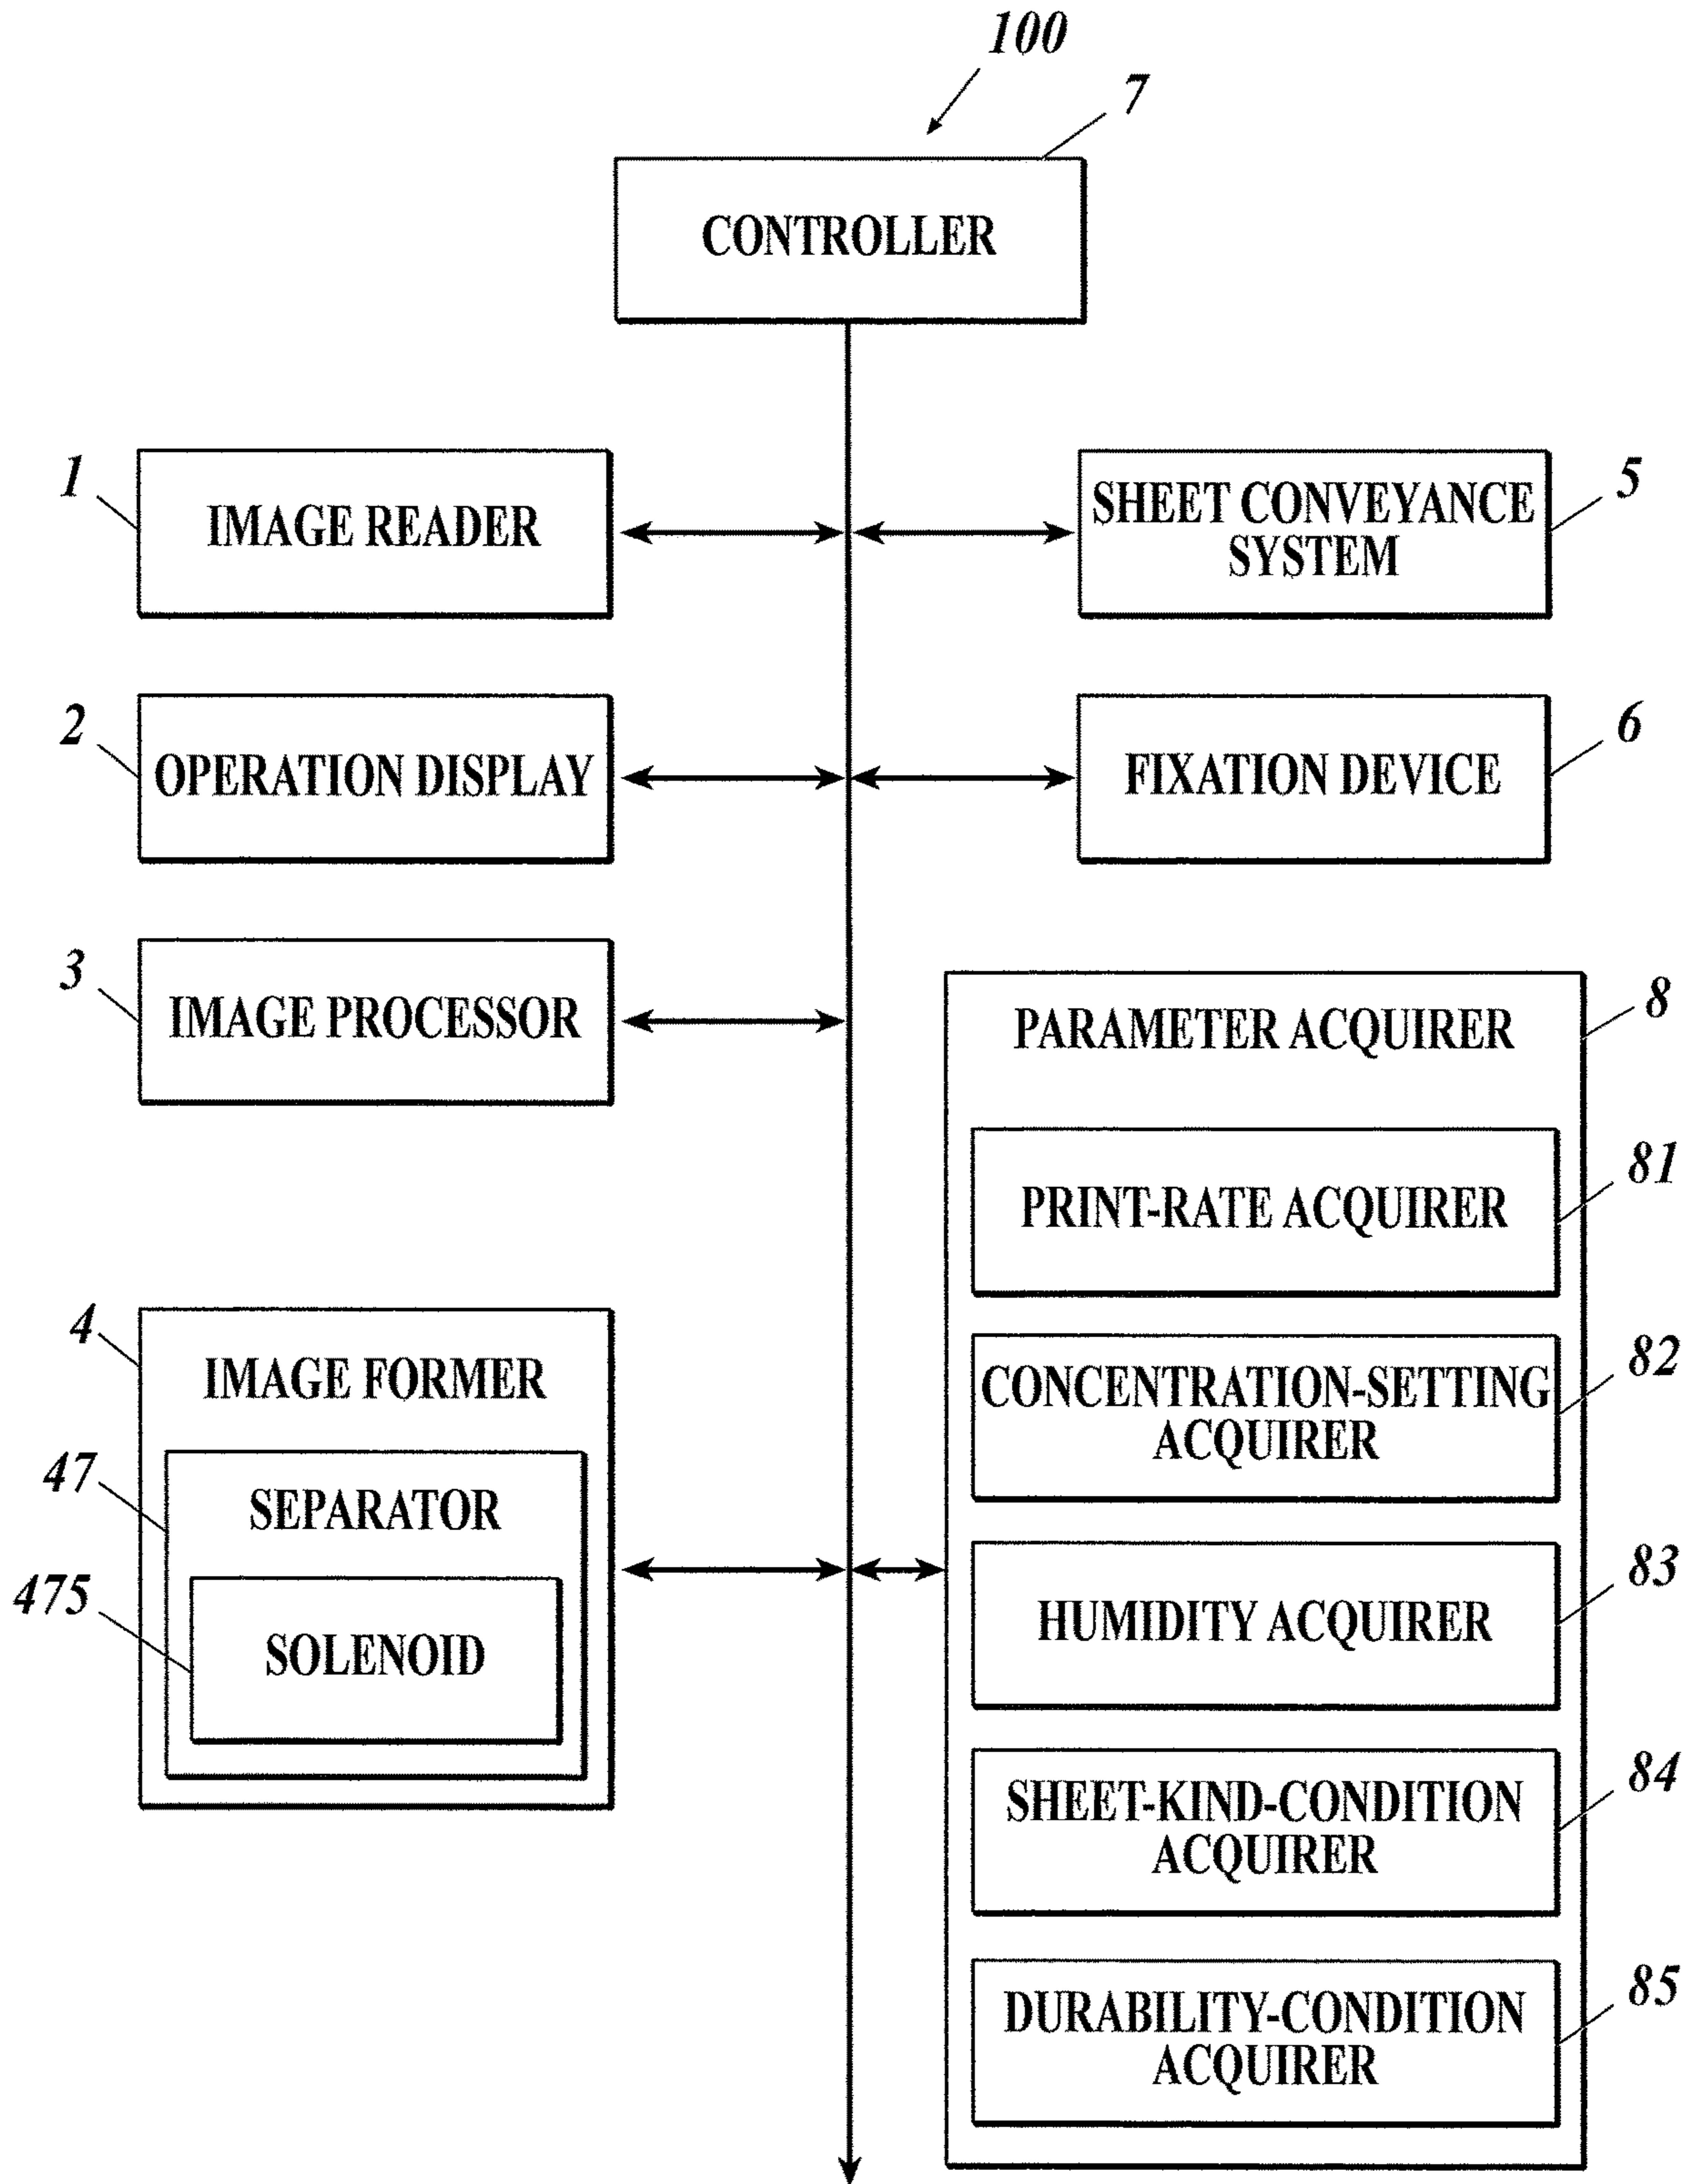 100
7
CONTROLLER
1
IMAGE READER
5
SHEET CONVEYANCE
SYSTEM
2
OPERATION DISPLAY
6
FIXATION DEVICE
3
IMAGE PROCESSOR
8
PARAMETER ACQUIRER
81
PRINT-RATE ACQUIRER
4
IMAGE FORMER
82
CONCENTRATION-SETTING
ACQUIRER
47
SEPARATOR
475
SOLENOID
83
HUMIDITY ACQUIRER
84
SHEET-KIND-CONDITION
ACQUIRER
85
DURABILITY-CONDITION
ACQUIRER